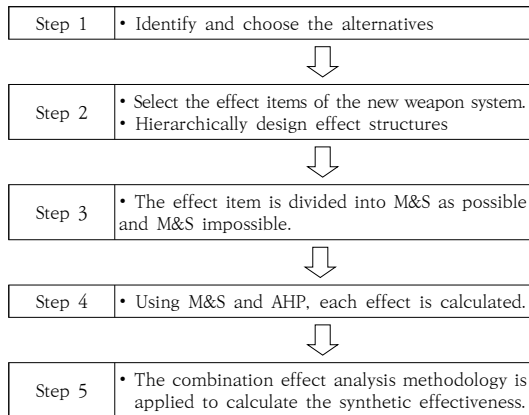 Step 1
• Identify and choose the alternatives
Step 2
• Select the effect items of the new weapon system.
• Hierarchically design effect structures
Step 3
• The effect item is divided into M&S as possible
and M&S impossible.
Step 4
• Using M&S and AHP, each effect is calculated.
Step 5
• The combination effect analysis methodology is
applied to calculate the synthetic effectiveness.